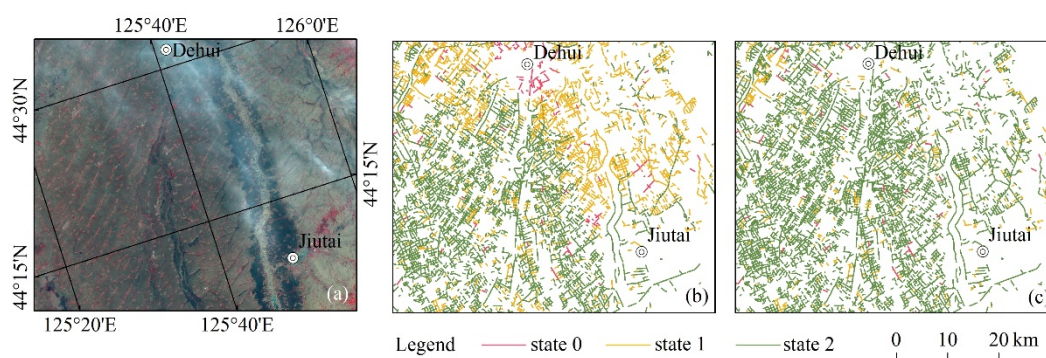 125°40'E
126°0'E
Dehui
44°30'N
44°15'N
Jiutai
44°15'N
(a)
125°20'E
125°40'E
Dehui
Jiutai
(b)
Dehui
Jiutai
(c)
Legend
state 0
state 1
state 2
0 10 20 km